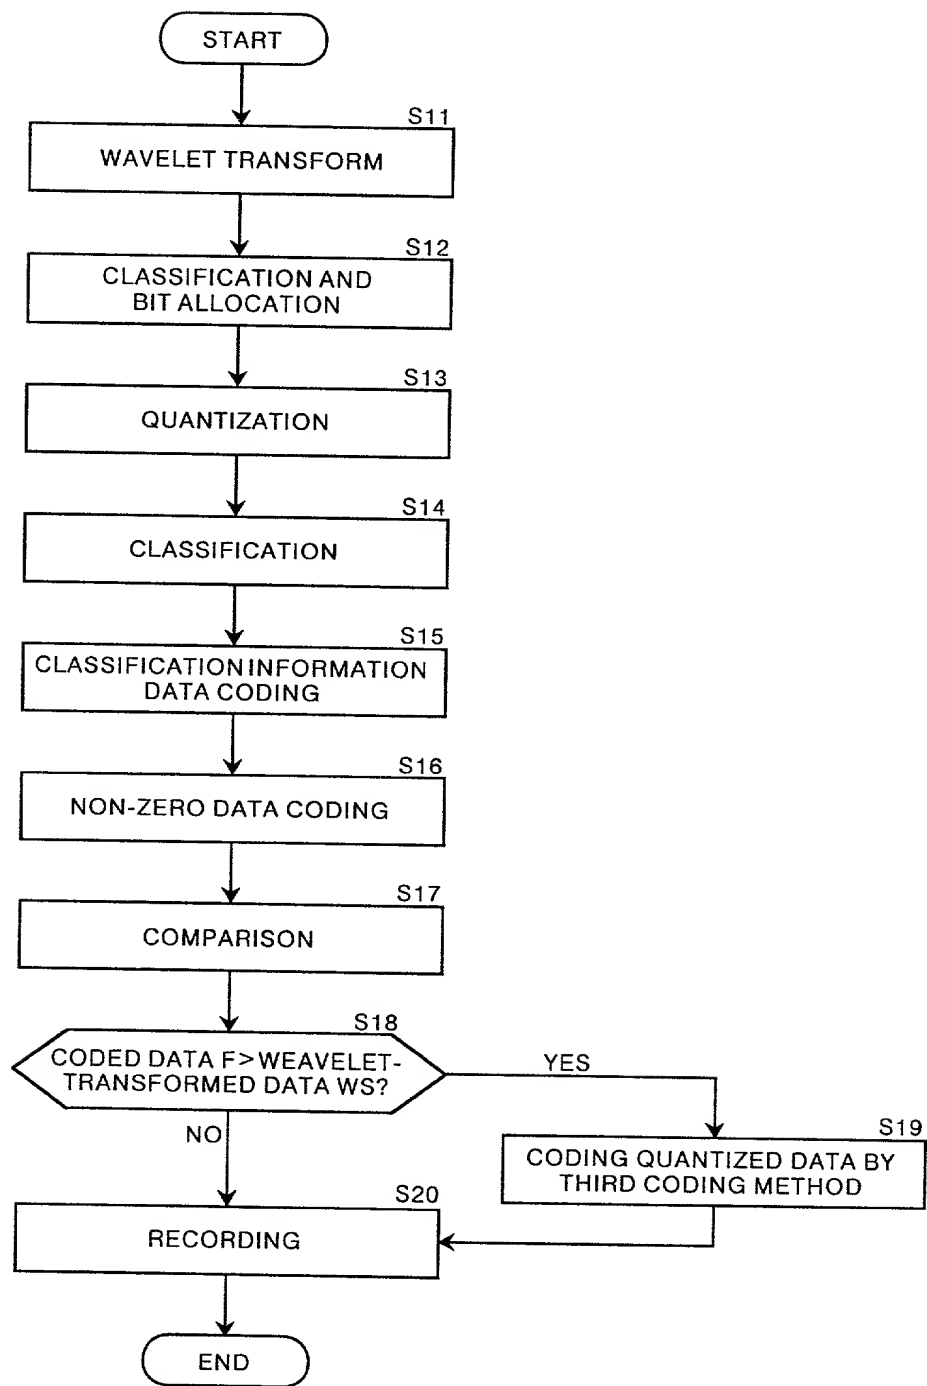 START
S11
WAVELET TRANSFORM
S12
CLASSIFICATION AND
BIT ALLOCATION
S13
QUANTIZATION
S14
CLASSIFICATION
S15
CLASSIFICATION INFORMATION
DATA CODING
S16
NON-ZERO DATA CODING
S17
COMPARISON
S18
CODED DATA F> WEAVELET-
TRANSFORMED DATA WS?
YES
NO
S19
CODING QUANTIZED DATA BY
THIRD CODING METHOD
S20
RECORDING
END